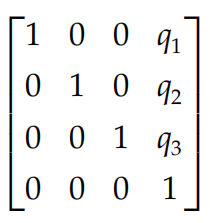 1 0 0 q₁
0 1 0 q₂
0 0 1 q₃
0 0 0 1